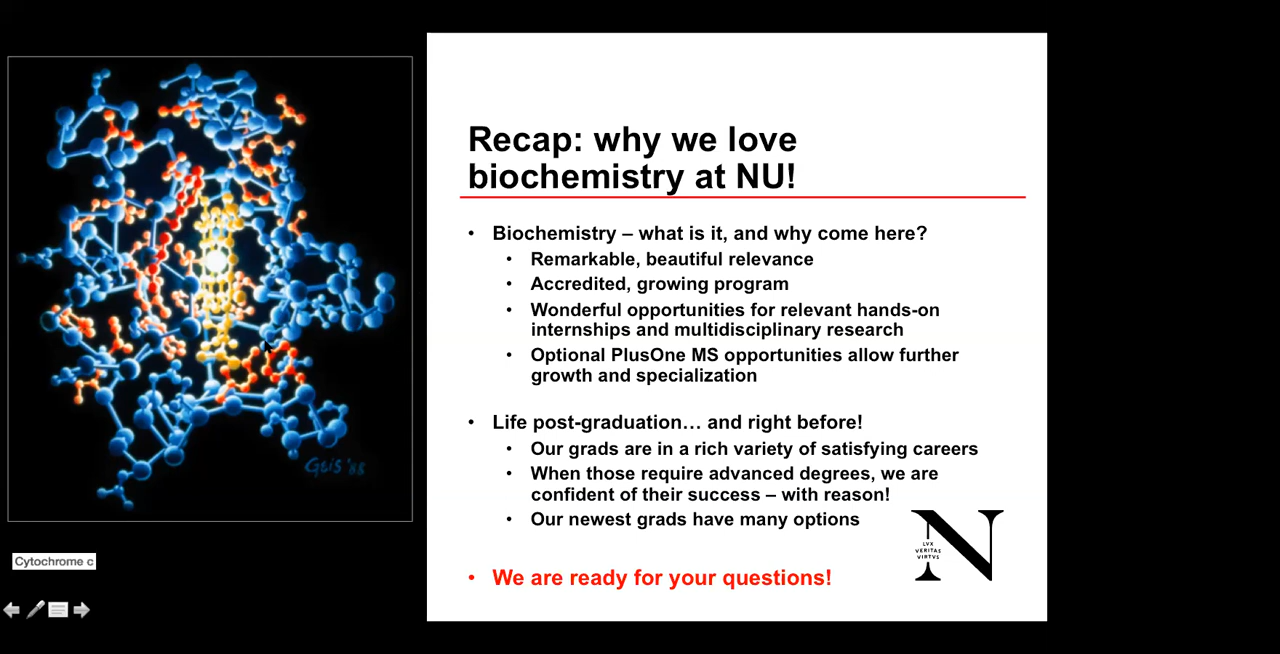 Recap: why we love
biochemistry at NU!
• Biochemistry – what is it, and why come here?
• Remarkable, beautiful relevance
• Accredited, growing program
• Wonderful opportunities for relevant hands-on
internships and multidisciplinary research
• Optional PlusOne MS opportunities allow further
growth and specialization
• Life post-graduation… and right before!
• Our grads are in a rich variety of satisfying careers
• When those require advanced degrees, we are
confident of their success – with reason!
• Our newest grads have many options
• We are ready for your questions!
N
LVX
VERITAS
VIRTVS
Geis '88
Cytochrome c